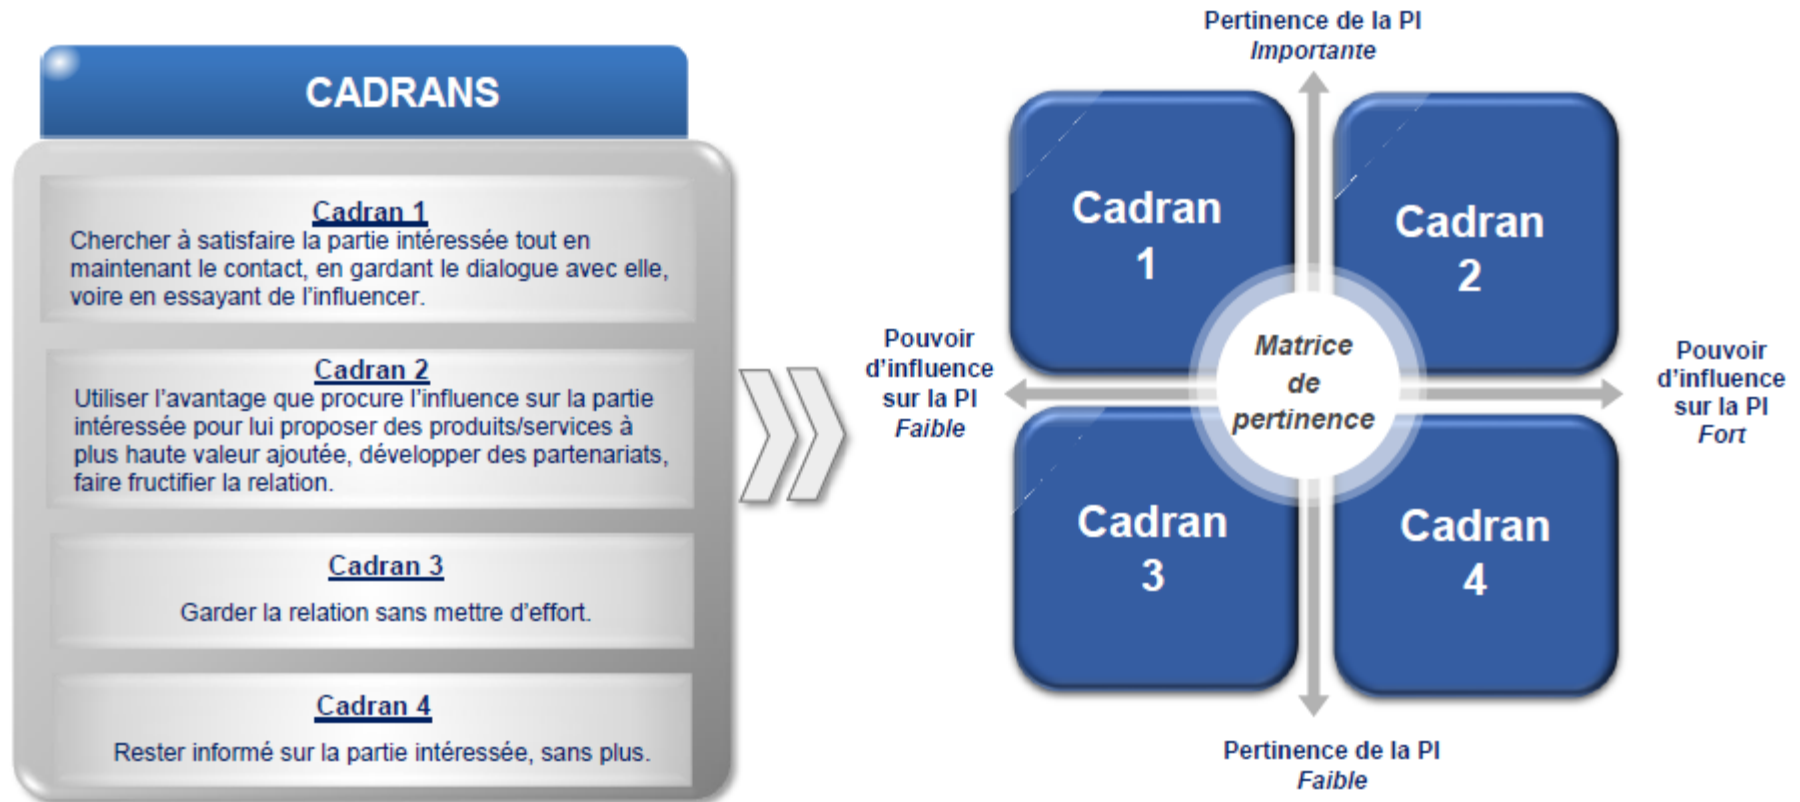 CADRANS
Cadran 1
Chercher à satisfaire la partie intéressée tout en
maintenant le contact, en gardant le dialogue avec elle,
voire en essayant de l’influencer.
Cadran 2
Utiliser l’avantage que procure l’influence sur la partie
intéressée pour lui proposer des produits/services à
plus haute valeur ajoutée, développer des partenariats,
faire fructifier la relation.
Cadran 3
Garder la relation sans mettre d’effort.
Cadran 4
Rester informé sur la partie intéressée, sans plus.
Pertinence de la PI
Importante
Cadran
1
Cadran
2
Pouvoir
d’influence
sur la PI
Faible
Matrice
de
pertinence
Pouvoir
d’influence
sur la PI
Fort
Cadran
3
Cadran
4
Pertinence de la PI
Faible